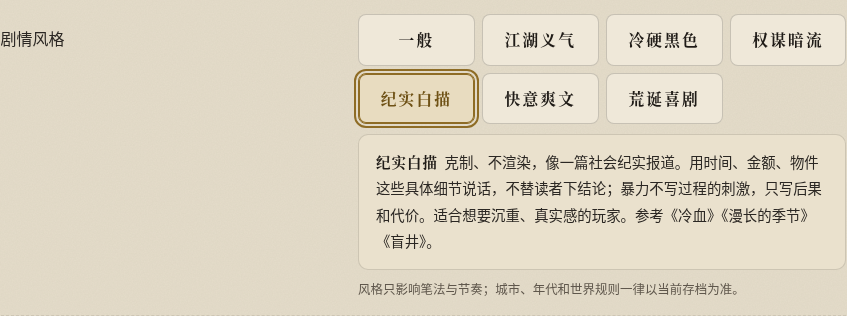 剧情风格
一般 江湖义气 冷硬黑色 权谋暗流
纪实白描 快意爽文 荒诞喜剧
纪实白描 克制、不渲染，像一篇社会纪实报道。用时间、金额、物件
这些具体细节说话，不替读者下结论；暴力不写过程的刺激，只写后果
和代价。适合想要沉重、真实感的玩家。参考《冷血》《漫长的季节》
《盲井》。
风格只影响笔法与节奏；城市、年代和世界规则一律以当前存档为准。